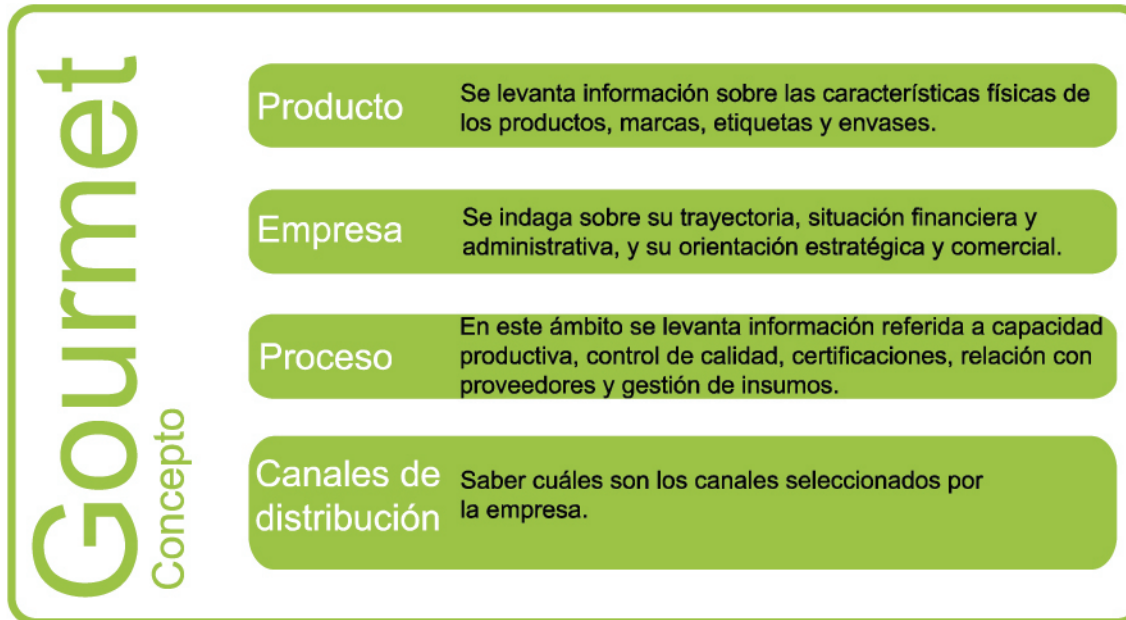 Gourmet
Concepto
Producto
Se levanta información sobre las características físicas de
los productos, marcas, etiquetas y envases.
Empresa
Se indaga sobre su trayectoria, situación financiera y
administrativa, y su orientación estratégica y comercial.
Proceso
En este ámbito se levanta información referida a capacidad
productiva, control de calidad, certificaciones, relación con
proveedores y gestión de insumos.
Canales de
distribución
Saber cuáles son los canales seleccionados por
la empresa.